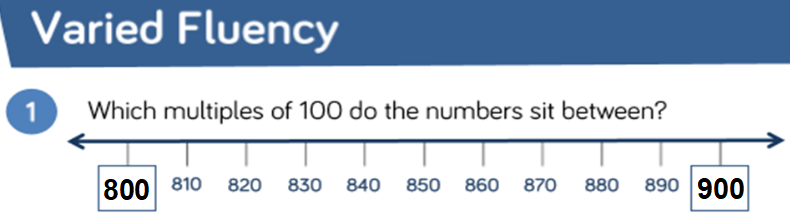 Varied Fluency
1 Which multiples of 100 do the numbers sit between?
800 810 820 830 840 850 860 870 880 890 900